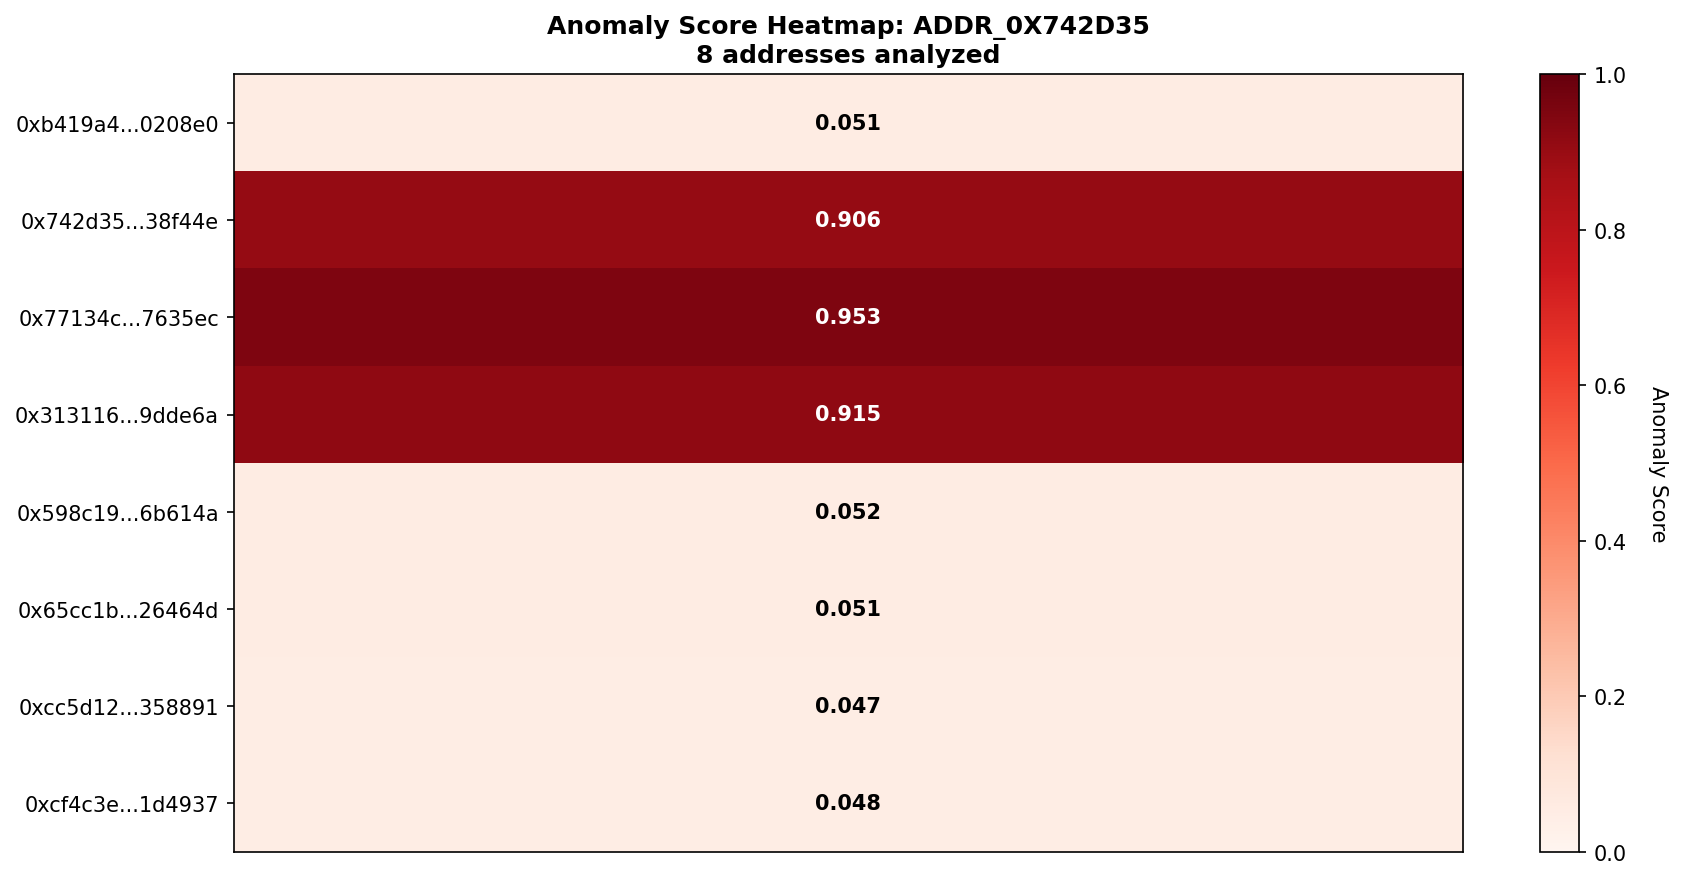 Anomaly Score Heatmap: ADDR_0X742D35
8 addresses analyzed
0xb419a4...0208e0
0.051
0x742d35...38f44e
0.906
0x77134c...7635ec
0.953
0x313116...9dde6a
0.915
0x598c19...6b614a
0.052
0x65cc1b...26464d
0.051
0xcc5d12...358891
0.047
0xcf4c3e...1d4937
0.048
1.0
0.8
0.6
0.4
0.2
0.0
Anomaly Score